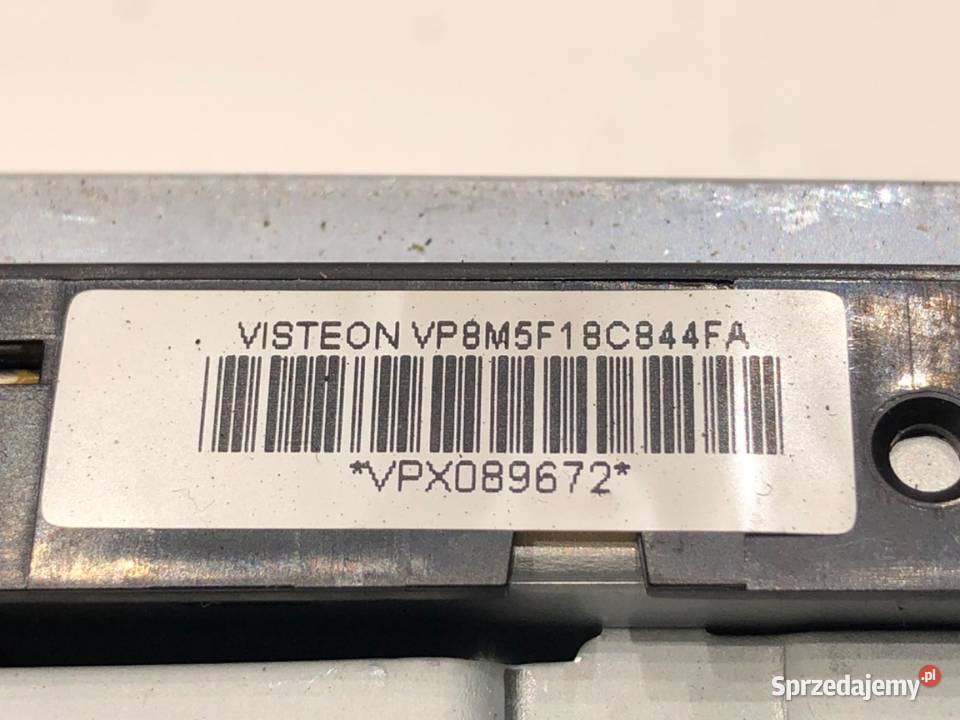 VISTEON VP8M5F18C844FA
*VPX089672*
Sprzedajemy.pl